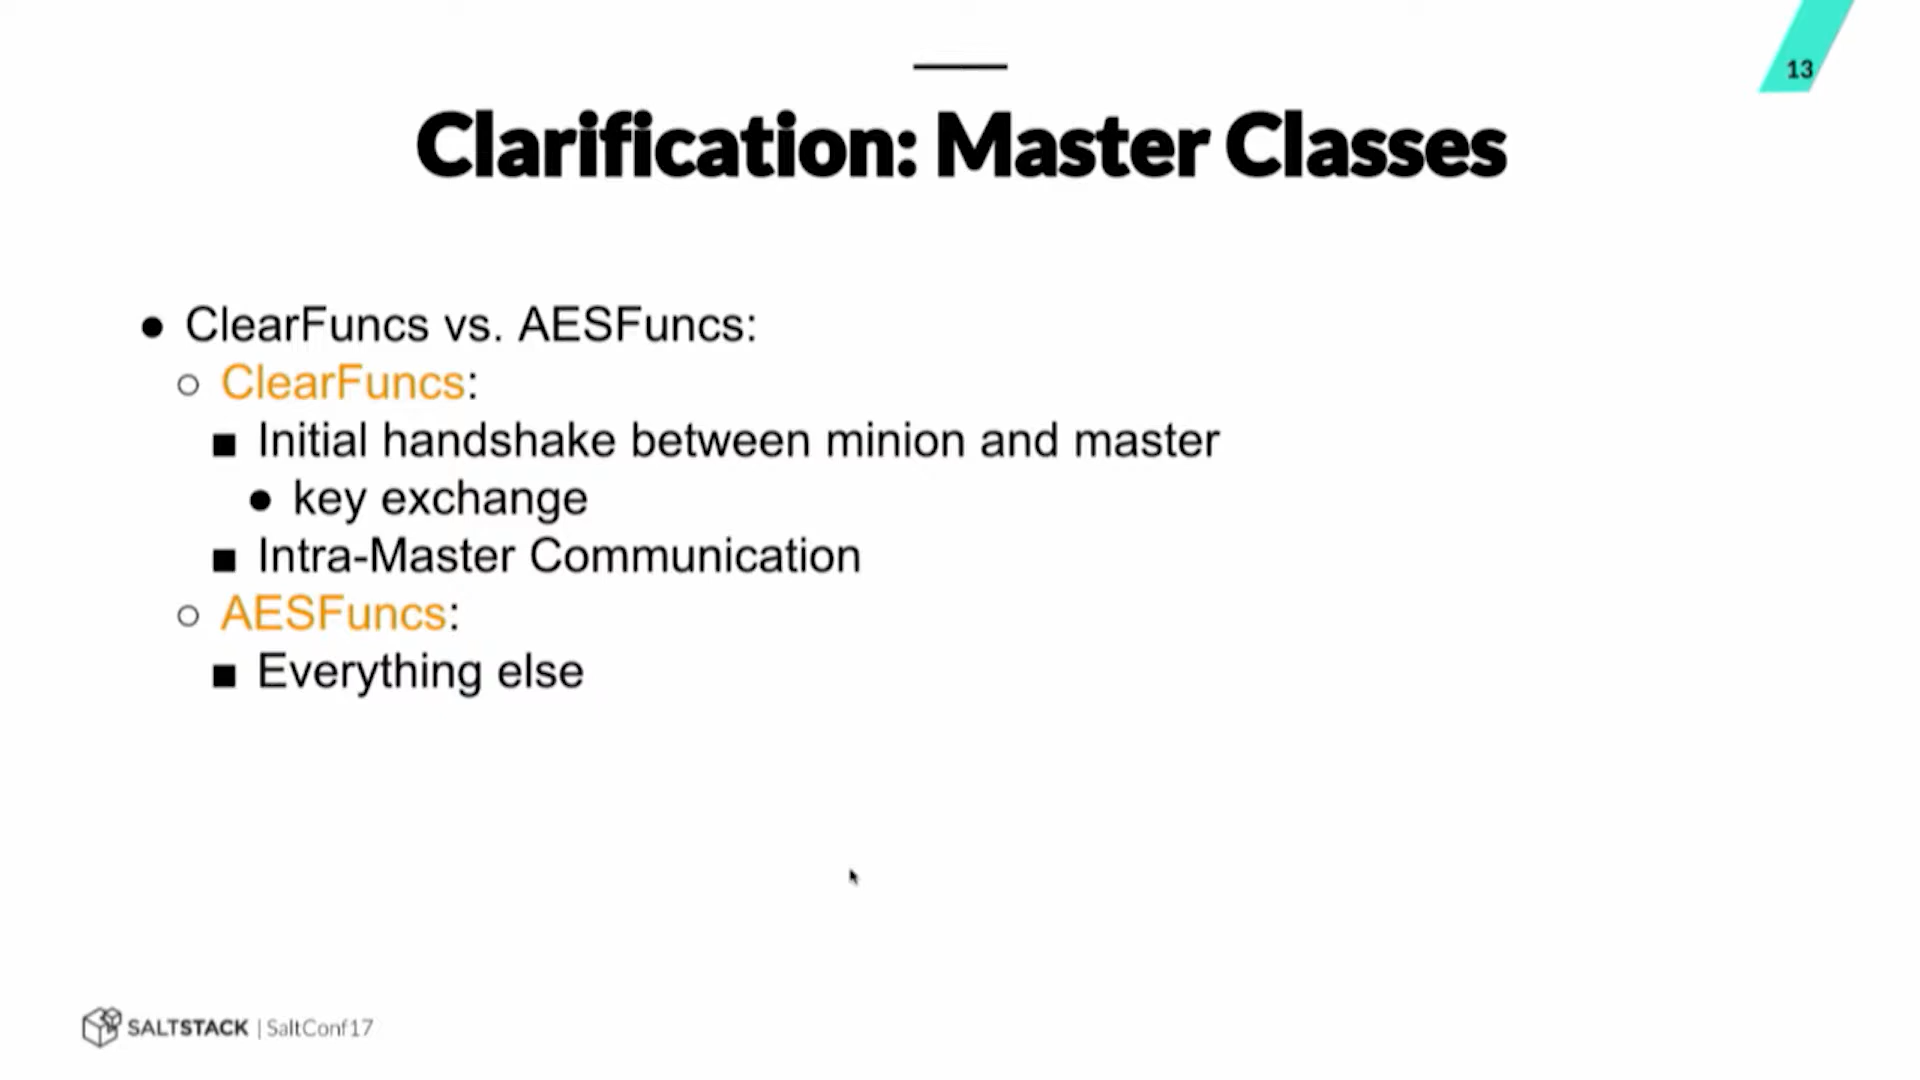 13
Clarification: Master Classes
● ClearFuncs vs. AESFuncs:
○ ClearFuncs:
■ Initial handshake between minion and master
● key exchange
■ Intra-Master Communication
○ AESFuncs:
■ Everything else
SALTSTACK | SaltConf17